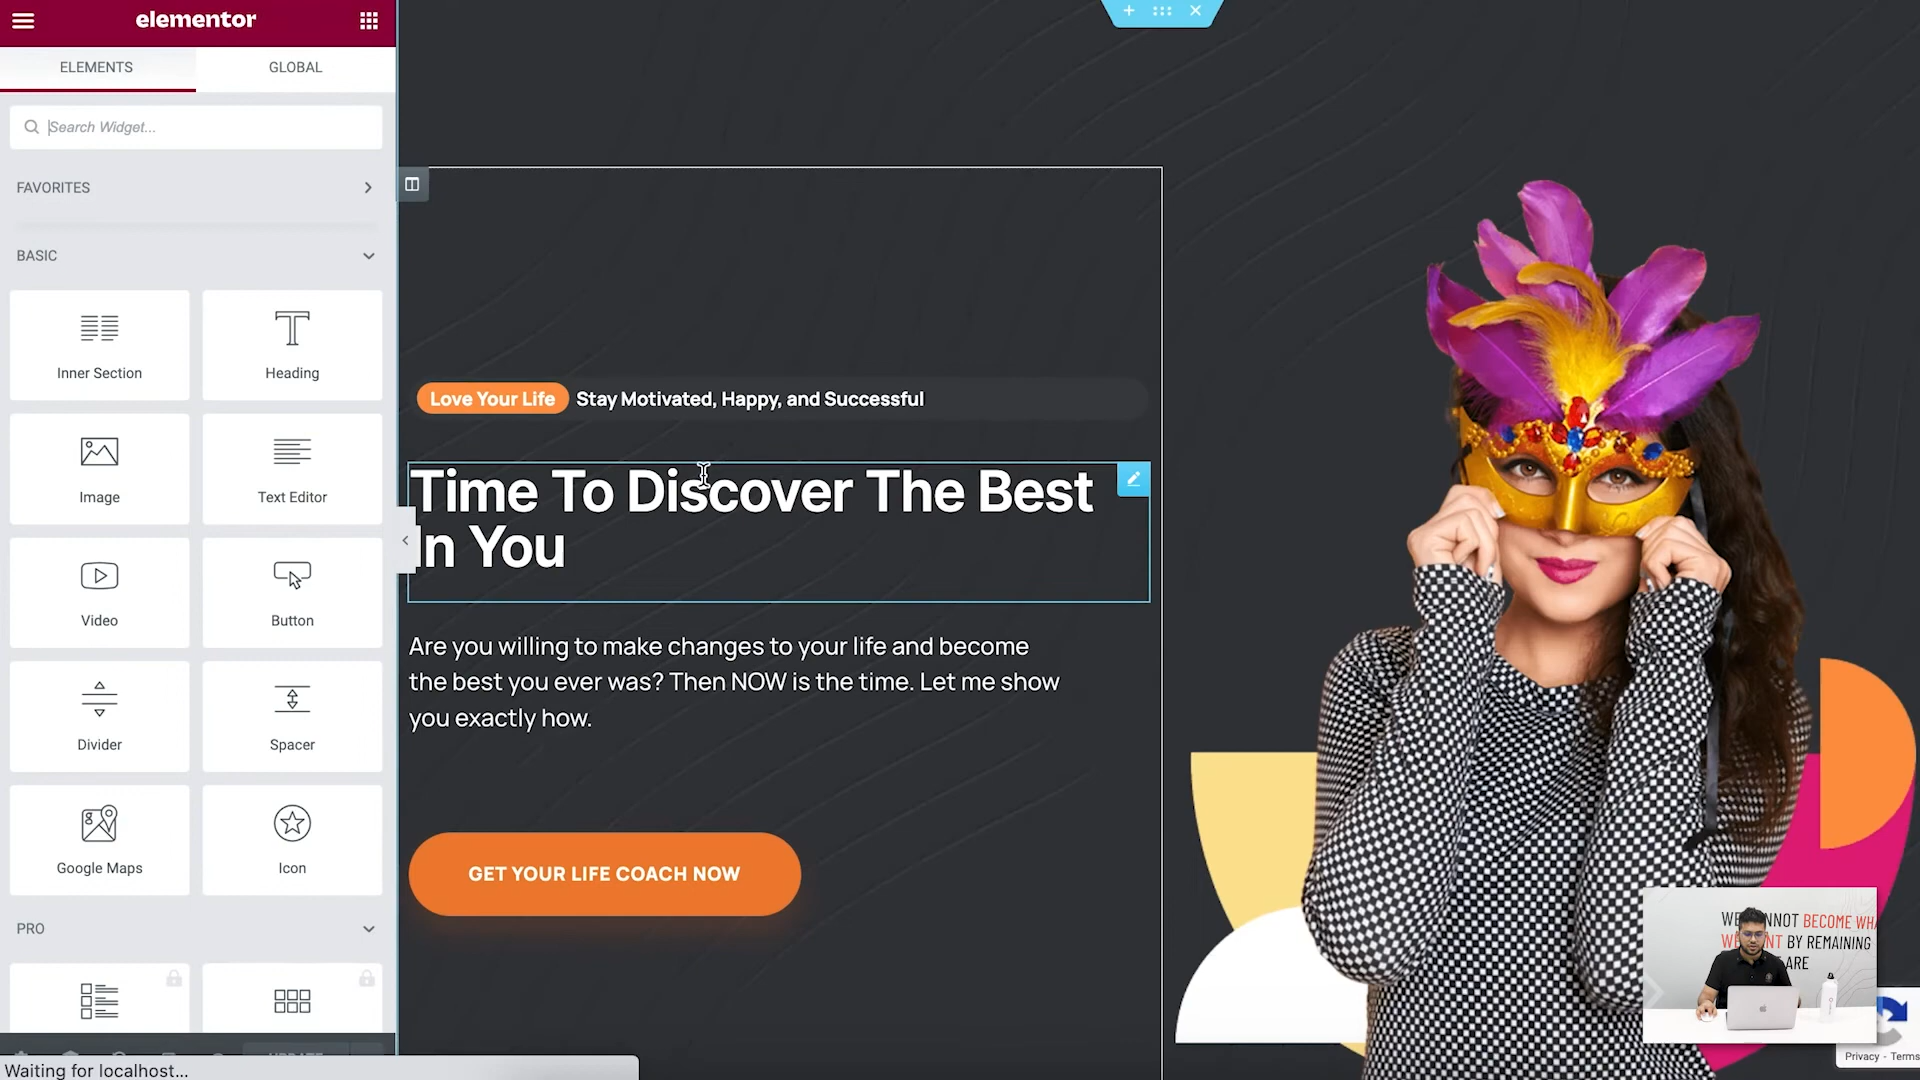 elementor
ELEMENTS
GLOBAL
Search Widget...
FAVORITES
BASIC
Inner Section
Heading
Image
Text Editor
Video
Button
Divider
Spacer
Google Maps
Icon
PRO
Waiting for localhost...
Love Your Life
Stay Motivated, Happy, and Successful
Time To Discover The Best
In You
Are you willing to make changes to your life and become
the best you ever was? Then NOW is the time. Let me show
you exactly how.
GET YOUR LIFE COACH NOW
BECOME
BY REMAINING
ARE
Privacy - Terms